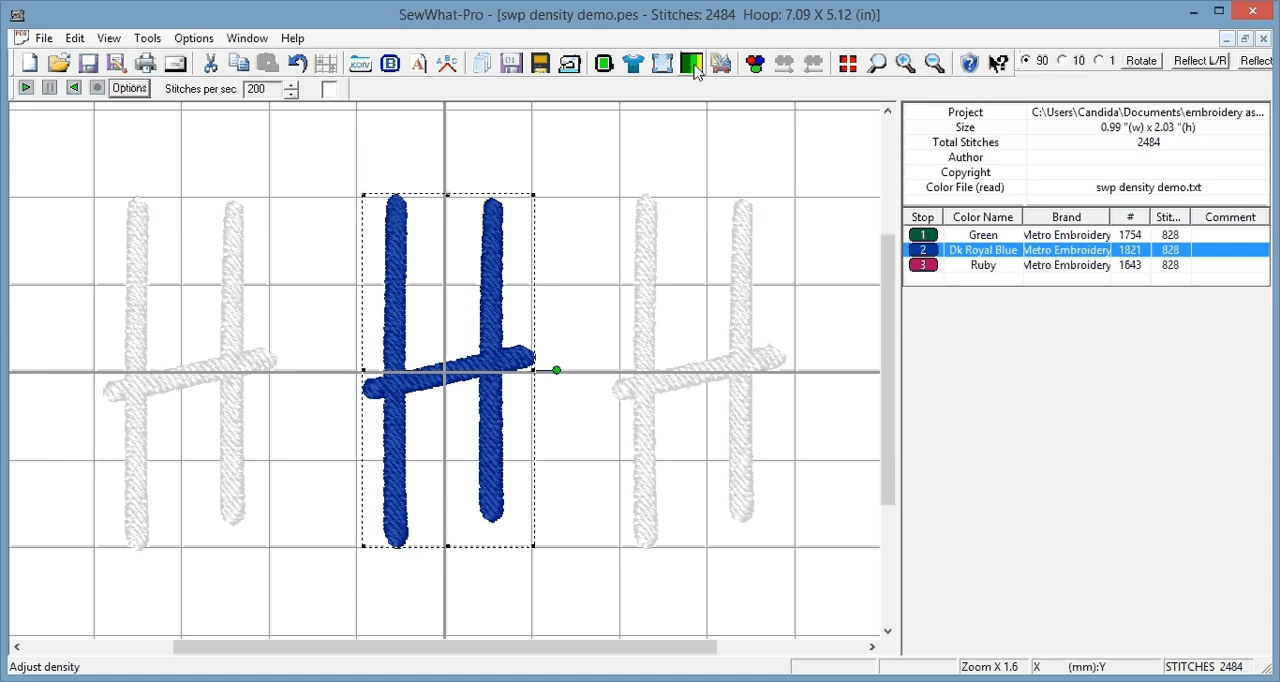 SewWhat-Pro - [swp density demo.pes - Stitches: 2484 Hoop: 7.09 X 5.12 (in)]
File Edit View Tools Options Window Help
90 10 1 Rotate Reflect L/R Reflect
Options Stitches per sec 200
Project C:\Users\Candida\Documents\embroidery as...
Size 0.99 "(w) x 2.03 "(h)
Total Stitches 2484
Author
Copyright
Color File (read) swp density demo.txt
Stop Color Name Brand # Stit... Comment
1 Green Metro Embroidery 1754 828
2 Dk Royal Blue Metro Embroidery 1821 828
3 Ruby Metro Embroidery 1643 828
Adjust density Zoom X 1.6 X (mm):Y STITCHES 2484